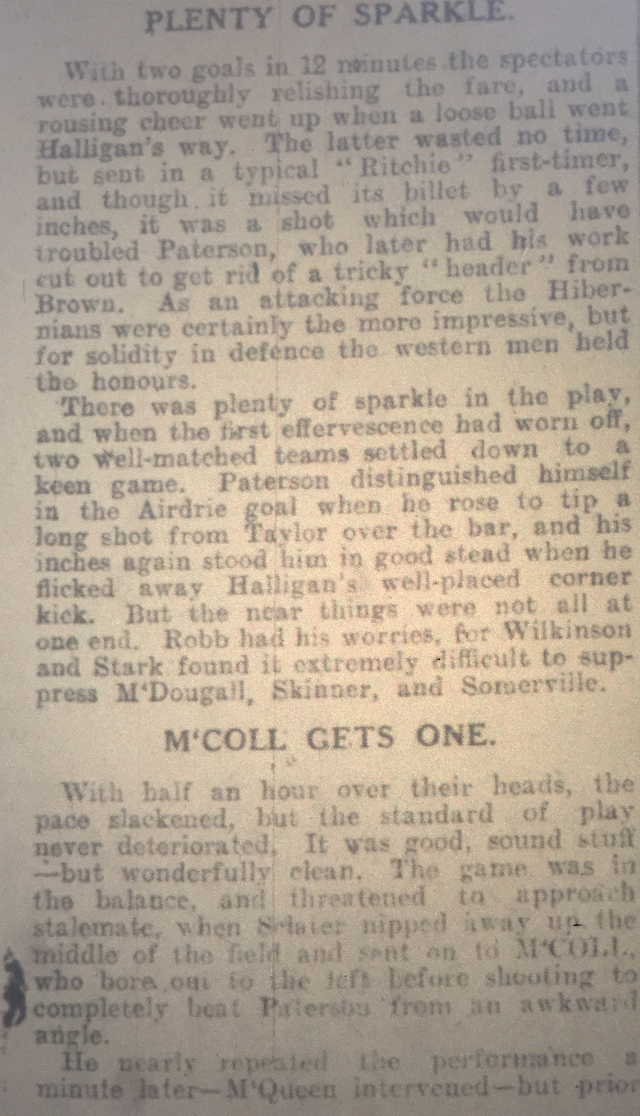 PLENTY OF SPARKLE.
With two goals in 12 minutes the spectators
were thoroughly relishing the fare, and a
rousing cheer went up when a loose ball went
Halligan's way. The latter wasted no time,
but sent in a typical "Ritchie" first-timer,
and though it missed its billet by a few
inches, it was a shot which would have
troubled Paterson, who later had his work
cut out to get rid of a tricky "header" from
Brown. As an attacking force the Hiber-
nians were certainly the more impressive, but
for solidity in defence the western men held
the honours.
There was plenty of sparkle in the play,
and when the first effervescence had worn off,
two well-matched teams settled down to a
keen game. Paterson distinguished himself
in the Airdrie goal when he rose to tip a
long shot from Taylor over the bar, and his
inches again stood him in good stead when he
flicked away Halligan's well-placed corner
kick. But the near things were not all at
one end. Robb had his worries, for Wilkinson
and Stark found it extremely difficult to sup-
press M'Dougall, Skinner, and Somerville.
M'COLL GETS ONE.
With half an hour over their heads, the
pace slackened, but the standard of play
never deteriorated. It was good, sound stuff
—but wonderfully clean. The game was in
the balance, and threatened to approach
stalemate, when Sclater nipped away up the
middle of the field and sent on to M'COLL,
who bore out to the left before shooting to
completely beat Paterson from an awkward
angle.
He nearly repeated the performance a
minute later—M'Queen intervened—but prior